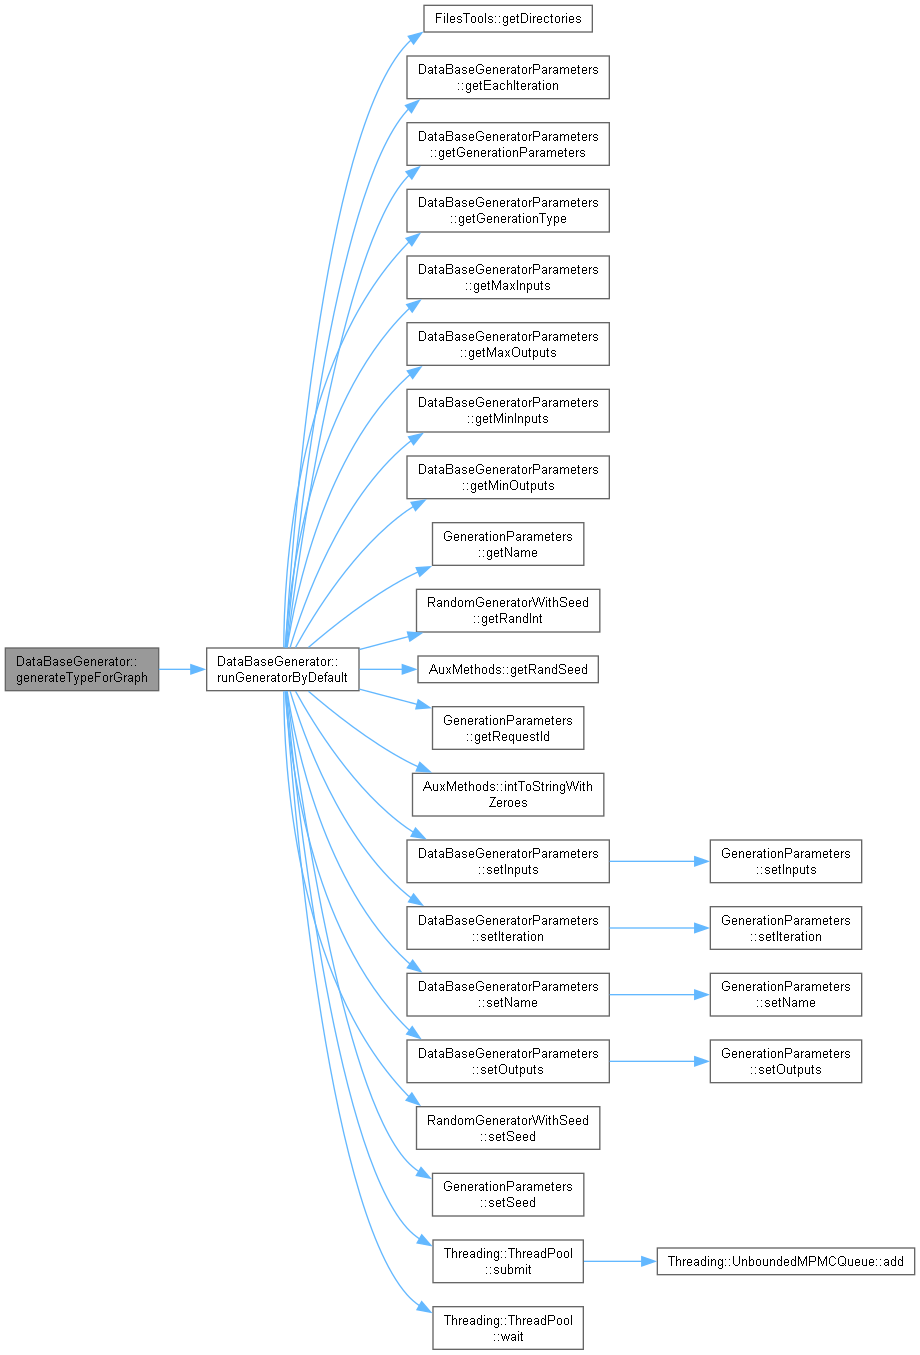 FilesTools::getDirectories
DataBaseGeneratorParameters
::getEachIteration
DataBaseGeneratorParameters
::getGenerationParameters
DataBaseGeneratorParameters
::getGenerationType
DataBaseGeneratorParameters
::getMaxInputs
DataBaseGeneratorParameters
::getMaxOutputs
DataBaseGeneratorParameters
::getMinInputs
DataBaseGeneratorParameters
::getMinOutputs
GenerationParameters
::getName
RandomGeneratorWithSeed
::getRandInt
DataBaseGenerator::
generateTypeForGraph
DataBaseGenerator::
runGeneratorByDefault
AuxMethods::getRandSeed
GenerationParameters
::getRequestId
AuxMethods::intToStringWith
Zeroes
DataBaseGeneratorParameters
::setInputs
GenerationParameters
::setInputs
DataBaseGeneratorParameters
::setIteration
GenerationParameters
::setIteration
DataBaseGeneratorParameters
::setName
GenerationParameters
::setName
DataBaseGeneratorParameters
::setOutputs
GenerationParameters
::setOutputs
RandomGeneratorWithSeed
::setSeed
GenerationParameters
::setSeed
Threading::ThreadPool
::submit
Threading::UnboundedMPMCQueue::add
Threading::ThreadPool
::wait